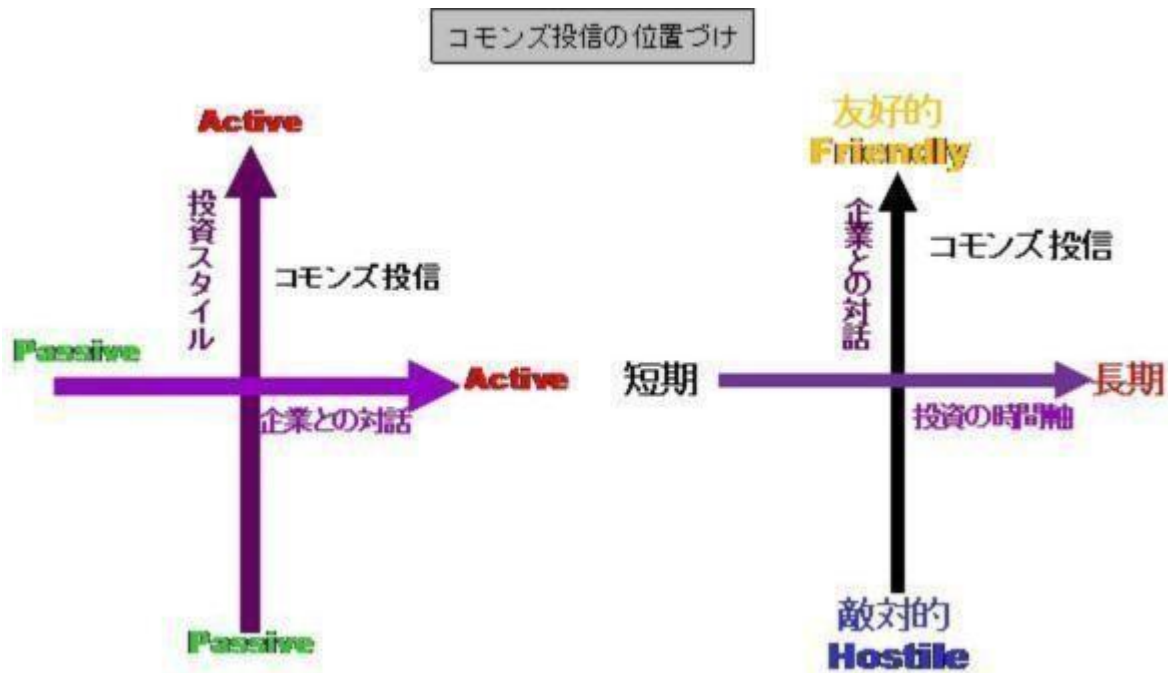 コモンズ投信の位置づけ
Active
投資スタイル
コモンズ投信
Passive
Active
企業との対話
Passive
友好的
Friendly
企業との対話
コモンズ投信
短期
長期
投資の時間軸
敵対的
Hostile